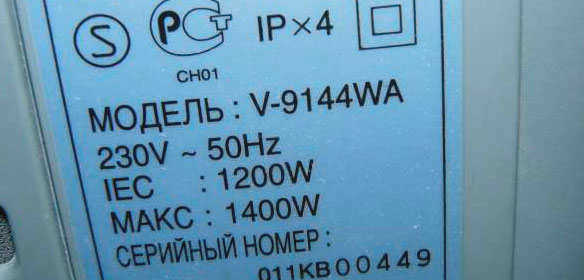 S PCT IP×4
CH01
МОДЕЛЬ : V-9144WA
230V ~ 50Hz
IEC : 1200W
МАКС : 1400W
СЕРИЙНЫЙ НОМЕР :
011KB00449